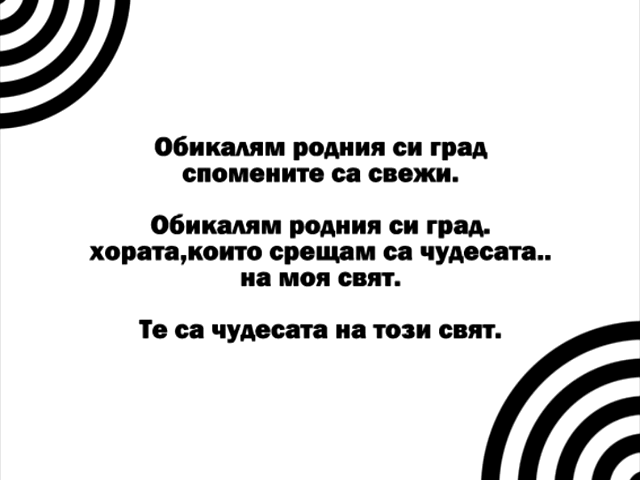 Обикалям родния си град
спомените са свежи.
Обикалям родния си град.
хората,които срещам са чудесата..
на моя свят.
Те са чудесата на този свят.